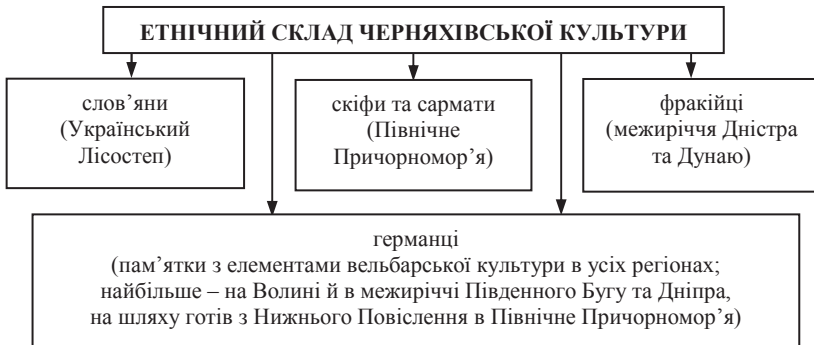 ЕТНІЧНИЙ СКЛАД ЧЕРНЯХІВСЬКОЇ КУЛЬТУРИ
слов’яни
(Український
Лісостеп)
скіфи та сармати
(Північне
Причорномор’я)
фракійці
(межиріччя Дністра
та Дунаю)
германці
(пам’ятки з елементами вельбарської культури в усіх регіонах;
найбільше – на Волині й в межиріччі Південного Бугу та Дніпра,
на шляху готів з Нижнього Повіслення в Північне Причорномор’я)